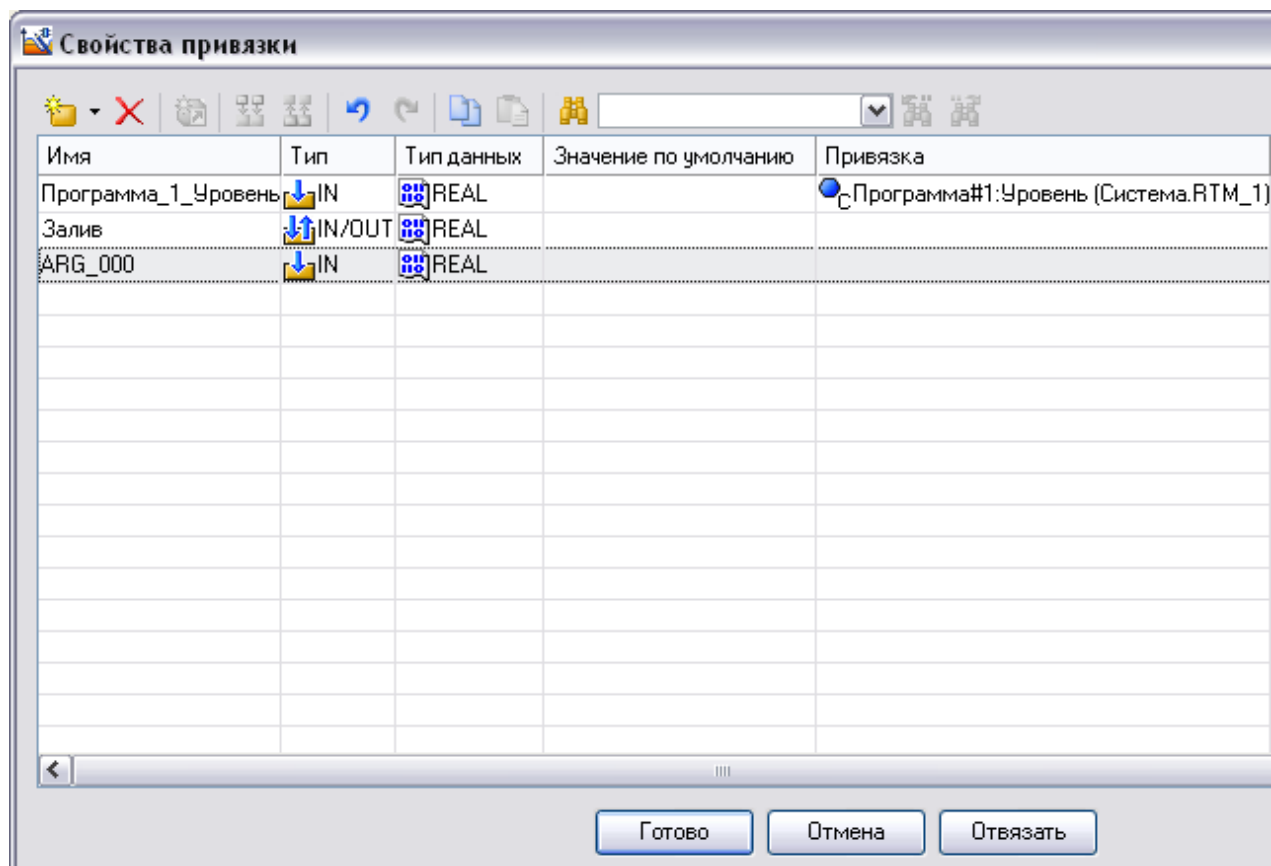 Свойства привязки
Имя Тип Тип данных Значение по умолчанию Привязка
Программа_1_Уровень IN REAL Программа#1:Уровень (Система.RTM_1)
Залив IN/OUT REAL
ARG_000 IN REAL
Готово Отмена Отвязать